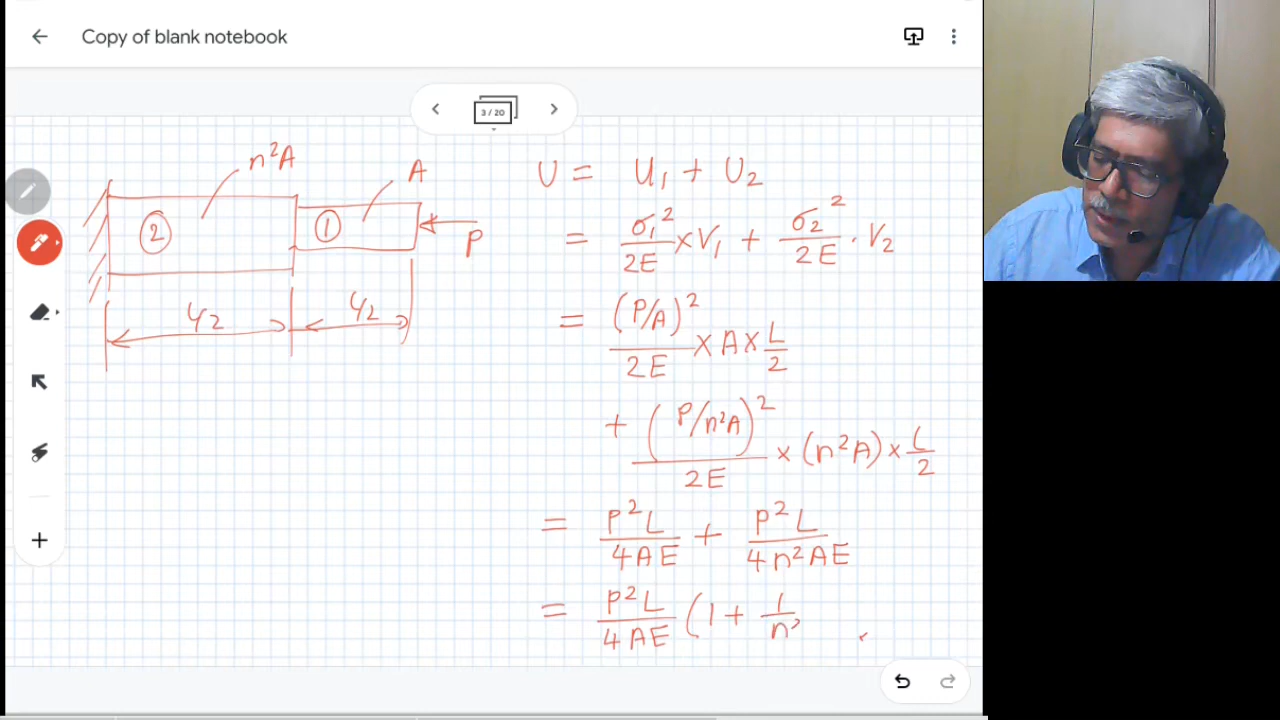 Copy of blank notebook
3 / 20
n²A
A
② ①
P
L/2 L/2
U = U₁ + U₂
= σ₁²/2E × V₁ + σ₂²/2E · V₂
= (P/A)²/2E × A × L/2
+ (P/n²A)²/2E × (n²A) × L/2
= P²L/4AE + P²L/4n²AE
= P²L/4AE (1 + 1/n